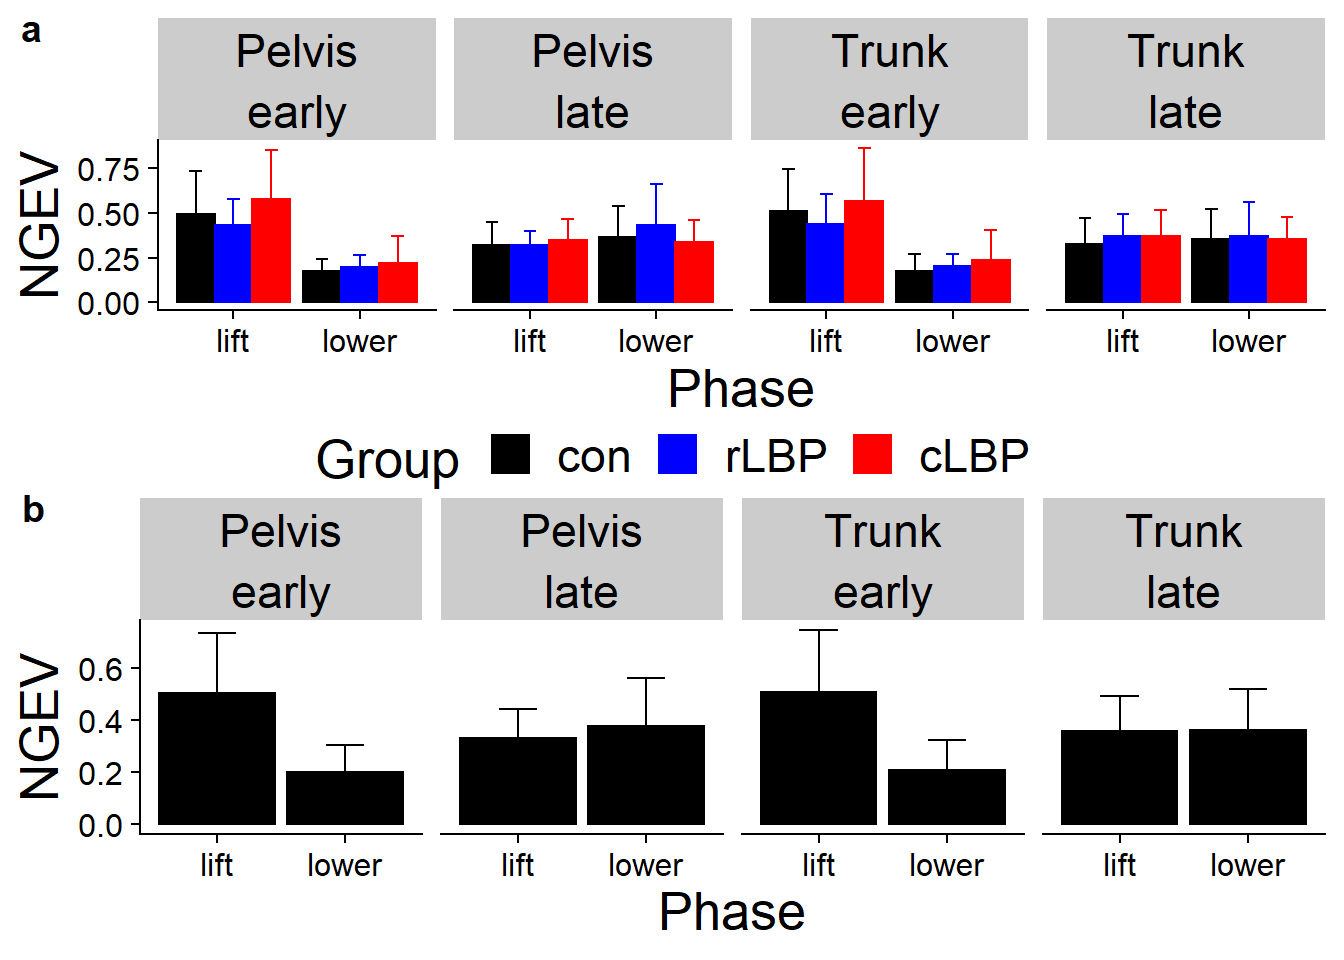 a
Pelvis
early
Pelvis
late
Trunk
early
Trunk
late
NGEV
0.75
0.50
0.25
0.00
lift
lower
lift
lower
lift
lower
lift
lower
Phase
Group con rLBP cLBP
b
Pelvis
early
Pelvis
late
Trunk
early
Trunk
late
NGEV
0.6
0.4
0.2
0.0
lift
lower
lift
lower
lift
lower
lift
lower
Phase